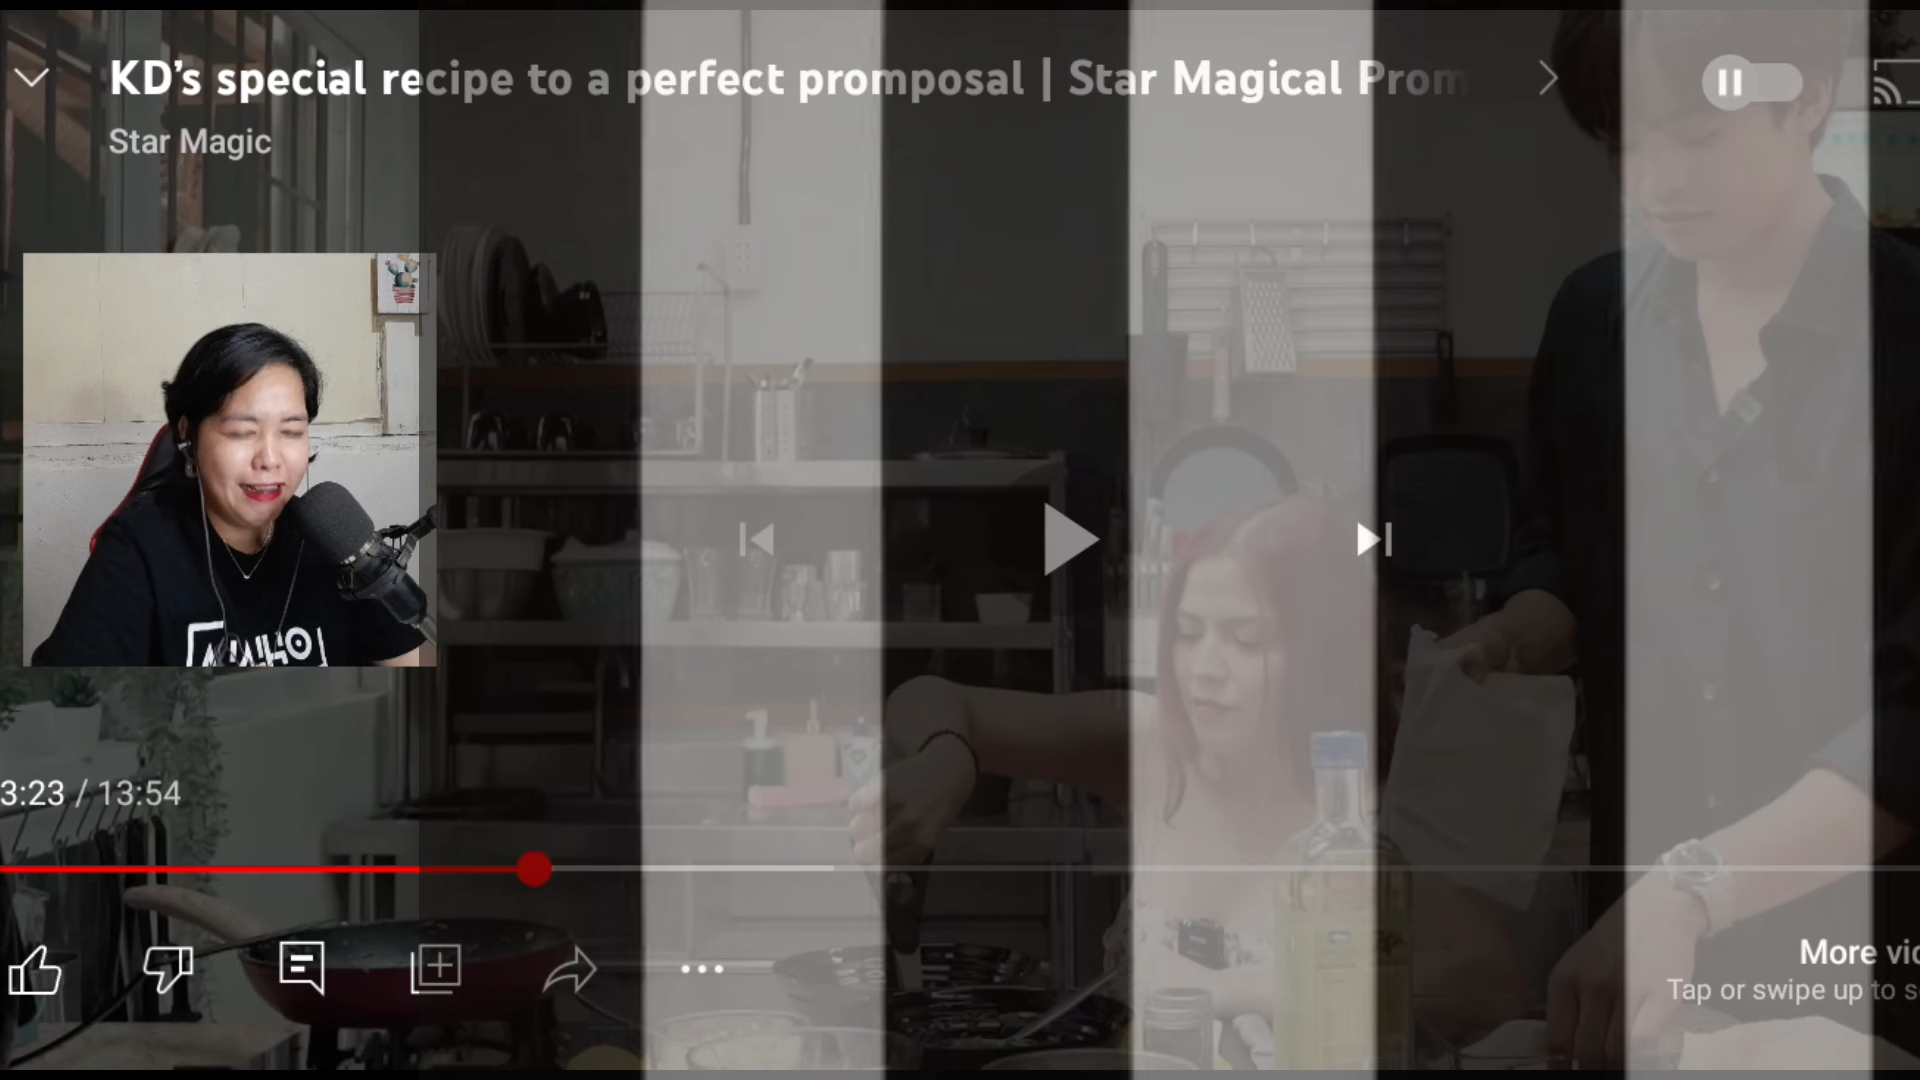 KD's special recipe to a perfect promposal | Star Magical Prom
Star Magic
3:23 / 13:54
More vic
Tap or swipe up to s